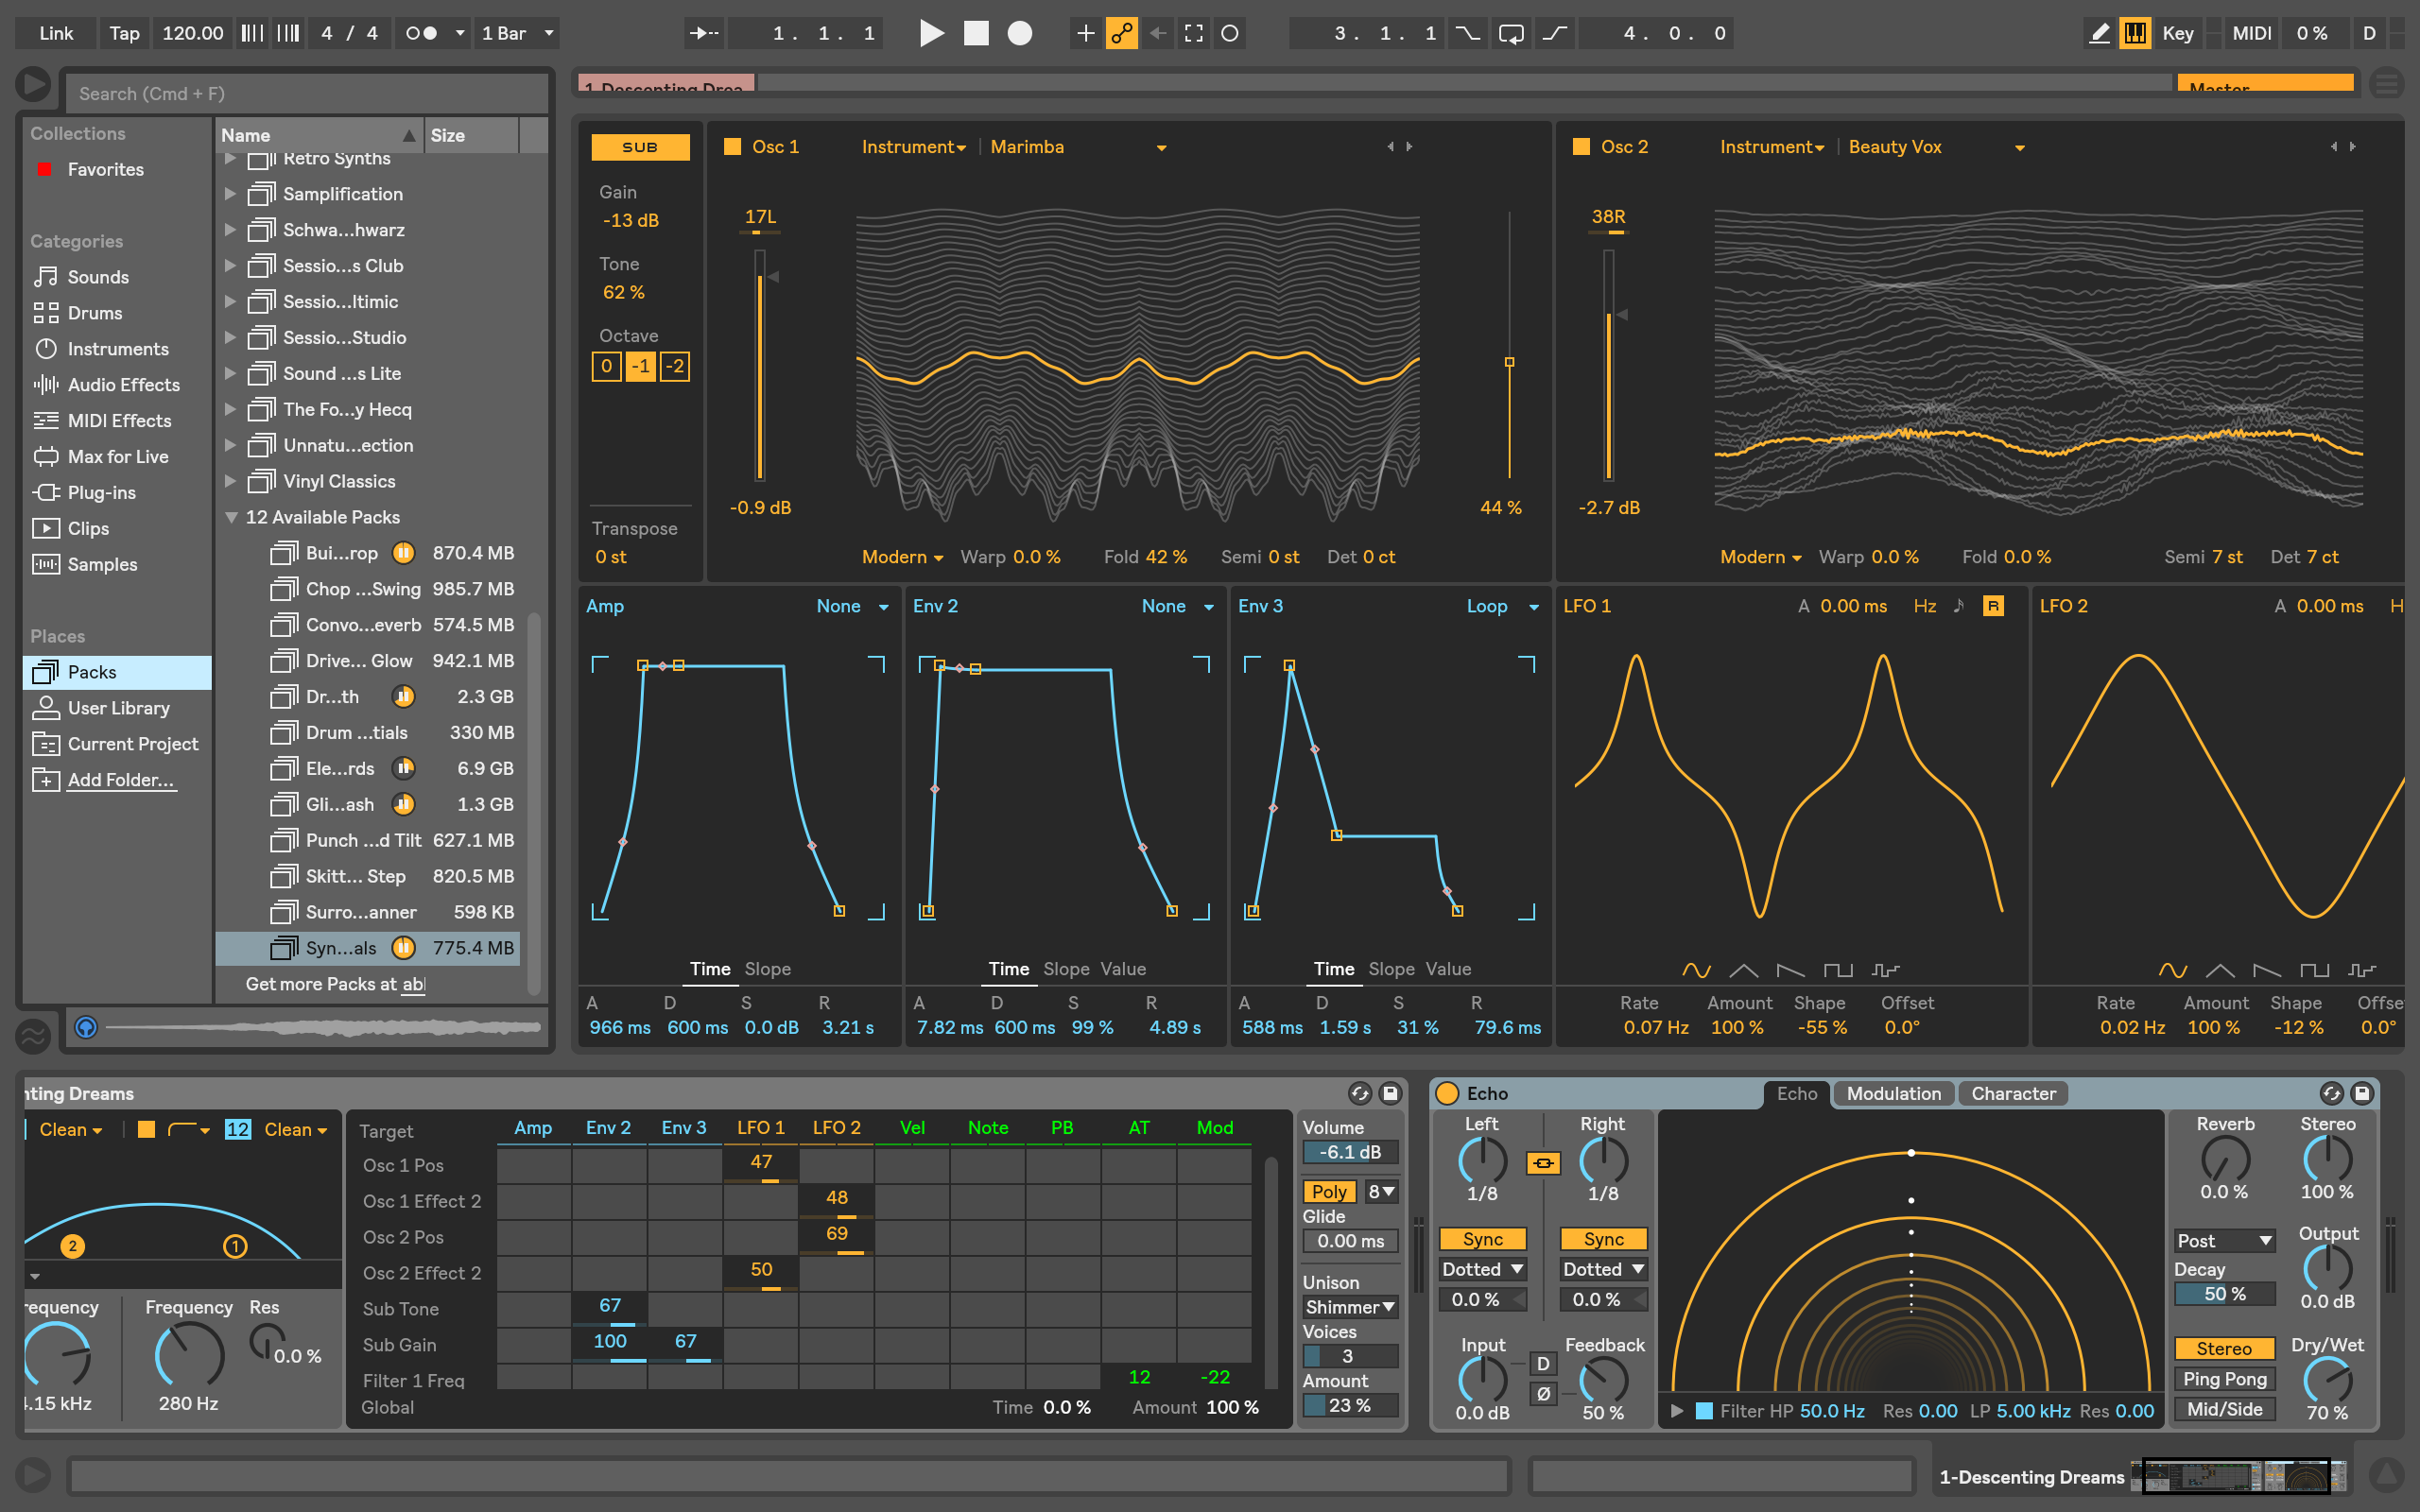 Link Tap 120.00 4 / 4 1 Bar 1. 1. 1 3. 1. 1 4. 0. 0 Key MIDI 0 % D
Search (Cmd + F)
Collections
Favorites
Categories
Sounds
Drums
Instruments
Audio Effects
MIDI Effects
Max for Live
Plug-ins
Clips
Samples
Places
Packs
User Library
Current Project
Add Folder...
Name Size
Retro Synths
Samplification
Schwa...hwarz
Sessio...s Club
Sessio...ltimic
Sessio...Studio
Sound ...s Lite
The Fo...y Hecq
Unnatu...ection
Vinyl Classics
12 Available Packs
Bui...rop 870.4 MB
Chop ...Swing 985.7 MB
Convo...everb 574.5 MB
Drive... Glow 942.1 MB
Dr...th 2.3 GB
Drum ...tials 330 MB
Ele...rds 6.9 GB
Gli...ash 1.3 GB
Punch ...d Tilt 627.1 MB
Skitt... Step 820.5 MB
Surro...anner 598 KB
Syn...als 775.4 MB
Get more Packs at abl
1-Descenting Drea Master
SUB
Gain
-13 dB
Tone
62 %
Octave
0 -1 -2
Transpose
0 st
Osc 1 Instrument Marimba
17L
-0.9 dB 44 %
Modern Warp 0.0 % Fold 42 % Semi 0 st Det 0 ct
Osc 2 Instrument Beauty Vox
38R
-2.7 dB
Modern Warp 0.0 % Fold 0.0 % Semi 7 st Det 7 ct
Amp None
Time Slope
A D S R
966 ms 600 ms 0.0 dB 3.21 s
Env 2 None
Time Slope Value
A D S R
7.82 ms 600 ms 99 % 4.89 s
Env 3 Loop
Time Slope Value
A D S R
588 ms 1.59 s 31 % 79.6 ms
LFO 1 A 0.00 ms Hz R
Rate Amount Shape Offset
0.07 Hz 100 % -55 % 0.0°
LFO 2 A 0.00 ms H
Rate Amount Shape Offse
0.02 Hz 100 % -12 % 0.0°
nting Dreams
Clean 12 Clean
2 1
requency Frequency Res
0.0 %
.15 kHz 280 Hz
Target Amp Env 2 Env 3 LFO 1 LFO 2 Vel Note PB AT Mod
Osc 1 Pos 47
Osc 1 Effect 2 48
Osc 2 Pos 69
Osc 2 Effect 2 50
Sub Tone 67
Sub Gain 100 67
Filter 1 Freq 12 -22
Global Time 0.0 % Amount 100 %
Volume
-6.1 dB
Poly 8
Glide
0.00 ms
Unison
Shimmer
Voices
3
Amount
23 %
Echo Echo Modulation Character
Left Right
1/8 1/8
Sync Sync
Dotted Dotted
0.0 % 0.0 %
Input D Feedback
Ø
0.0 dB 50 %
Filter HP 50.0 Hz Res 0.00 LP 5.00 kHz Res 0.00
Reverb Stereo
0.0 % 100 %
Post Output
Decay
50 % 0.0 dB
Stereo Dry/Wet
Ping Pong
Mid/Side 70 %
1-Descenting Dreams